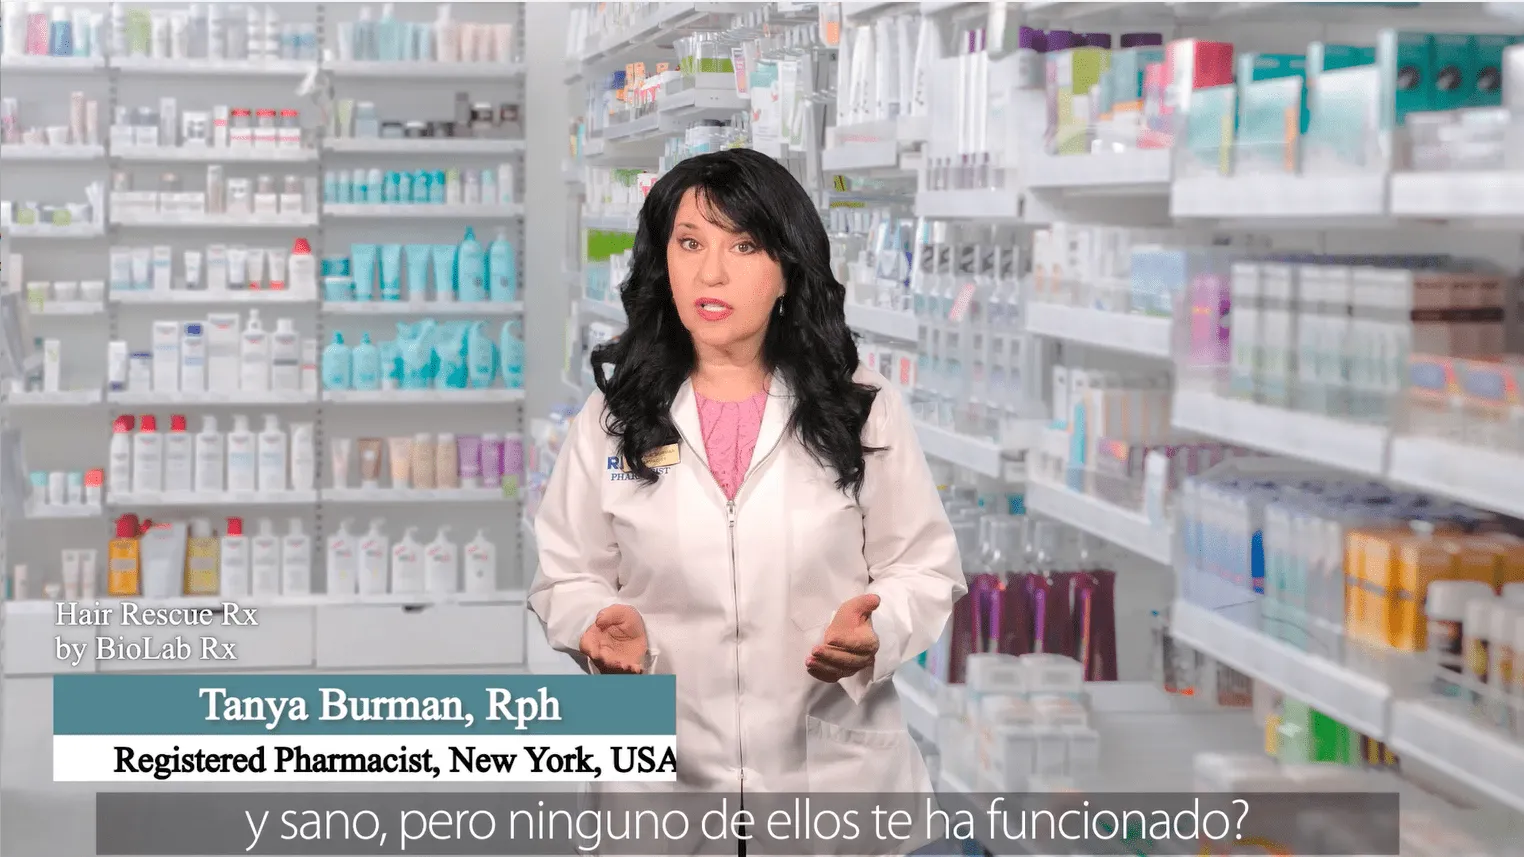 PHARMACIST
Hair Rescue Rx
by BioLab Rx
Tanya Burman, Rph
Registered Pharmacist, New York, USA
y sano, pero ninguno de ellos te ha funcionado?